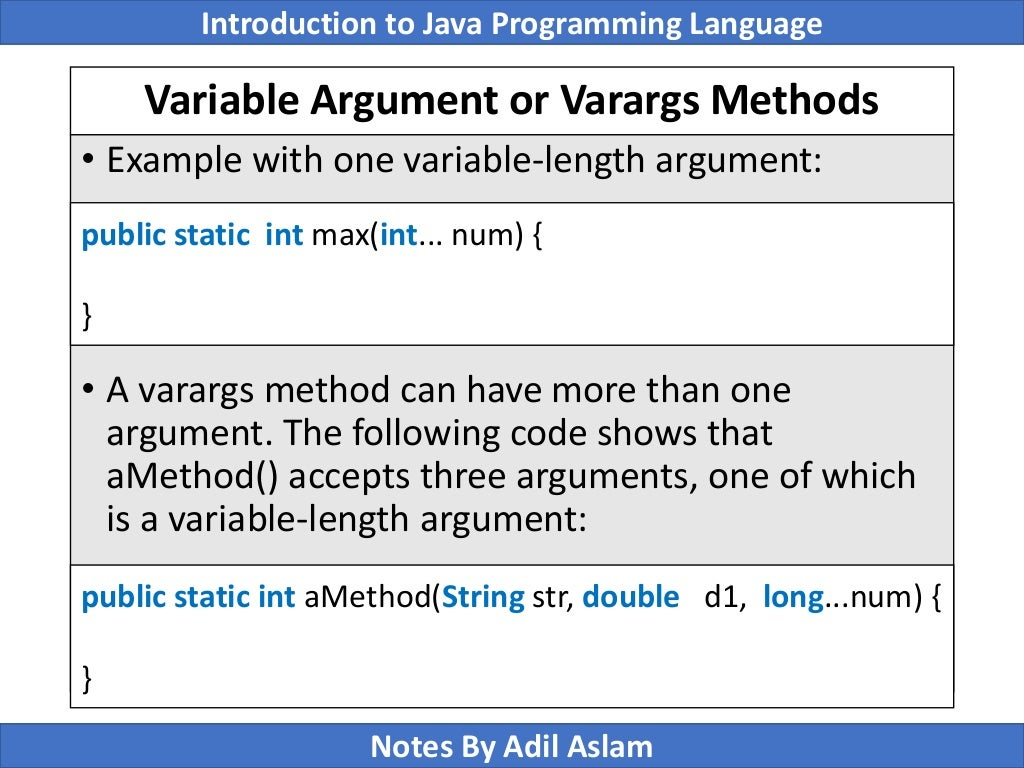 Introduction to Java Programming Language
Variable Argument or Varargs Methods
• Example with one variable-length argument:
public static  int max(int... num) {
}
• A varargs method can have more than one
argument. The following code shows that
aMethod() accepts three arguments, one of which
is a variable-length argument:
public static int aMethod(String str, double   d1,  long...num) {
}
Notes By Adil Aslam